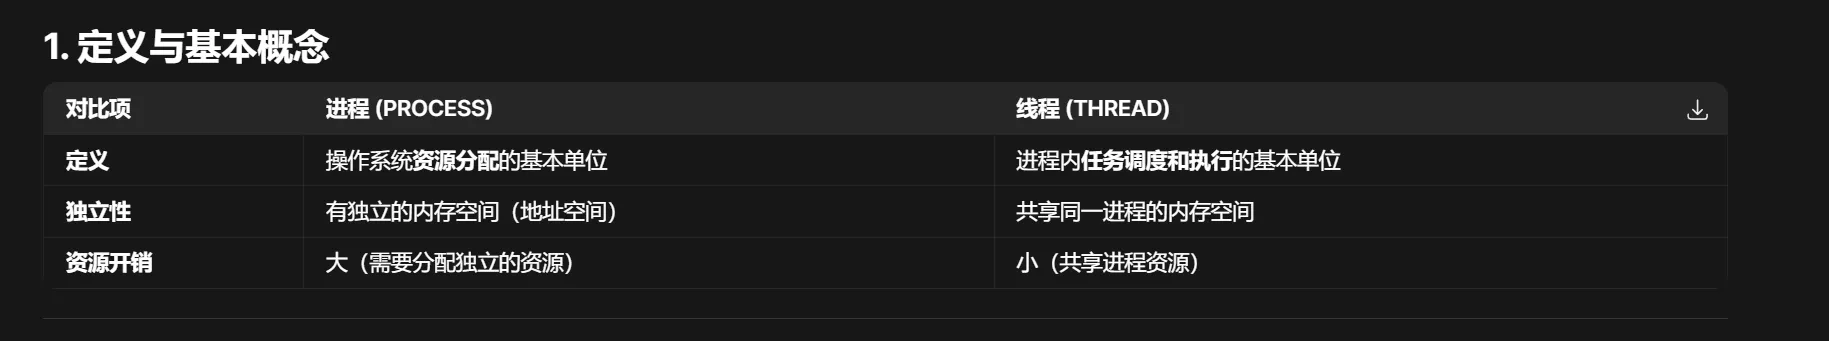 1. 定义与基本概念
对比项 进程 (PROCESS) 线程 (THREAD)
定义 操作系统资源分配的基本单位 进程内任务调度和执行的基本单位
独立性 有独立的内存空间（地址空间） 共享同一进程的内存空间
资源开销 大（需要分配独立的资源） 小（共享进程资源）